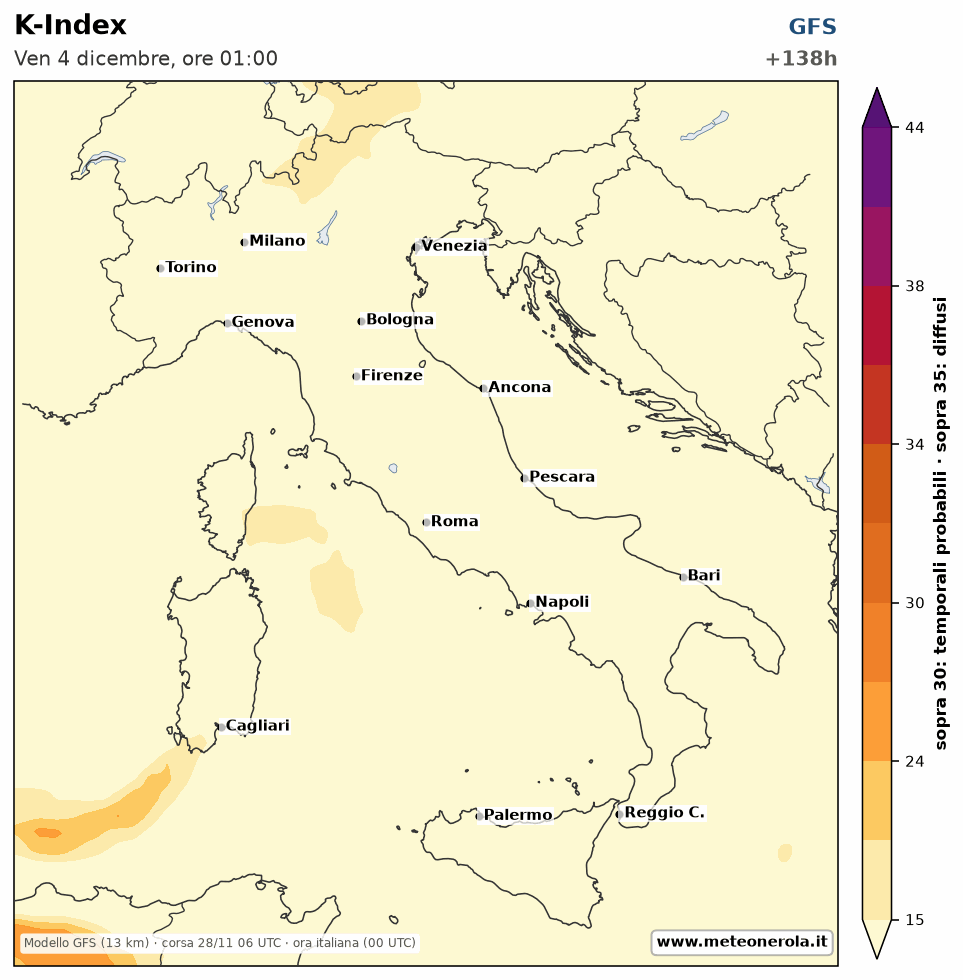 K-Index
GFS
Ven 4 dicembre, ore 01:00
+138h
Milano
Venezia
Torino
Genova
Bologna
Firenze
Ancona
Pescara
Roma
Bari
Napoli
Cagliari
Palermo
Reggio C.
44
38
34
30
24
15
sopra 30: temporali probabili · sopra 35: diffusi
Modello GFS (13 km) · corsa 28/11 06 UTC · ora italiana (00 UTC)
www.meteonerola.it